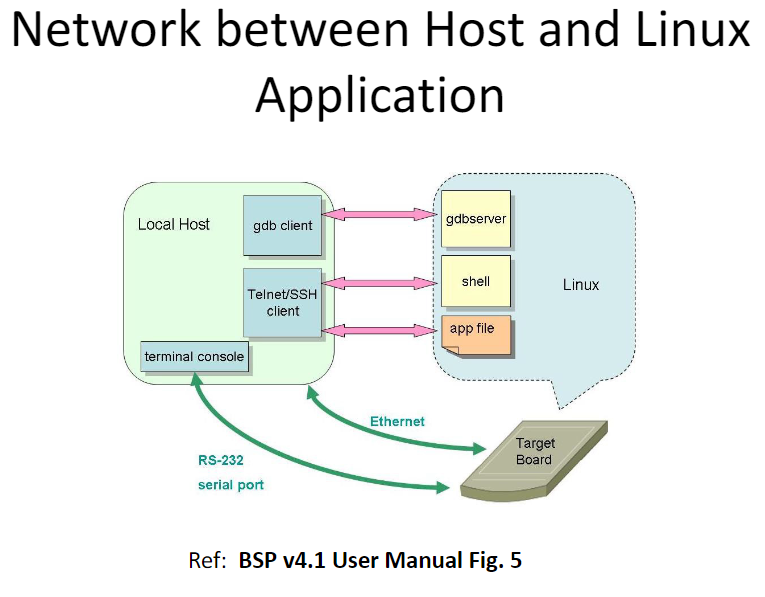 Network between Host and Linux
Application
Local Host
gdb client
Telnet/SSH
client
terminal console
gdbserver
shell
app file
Linux
Ethernet
RS-232
serial port
Target
Board
Ref:  BSP v4.1 User Manual Fig. 5